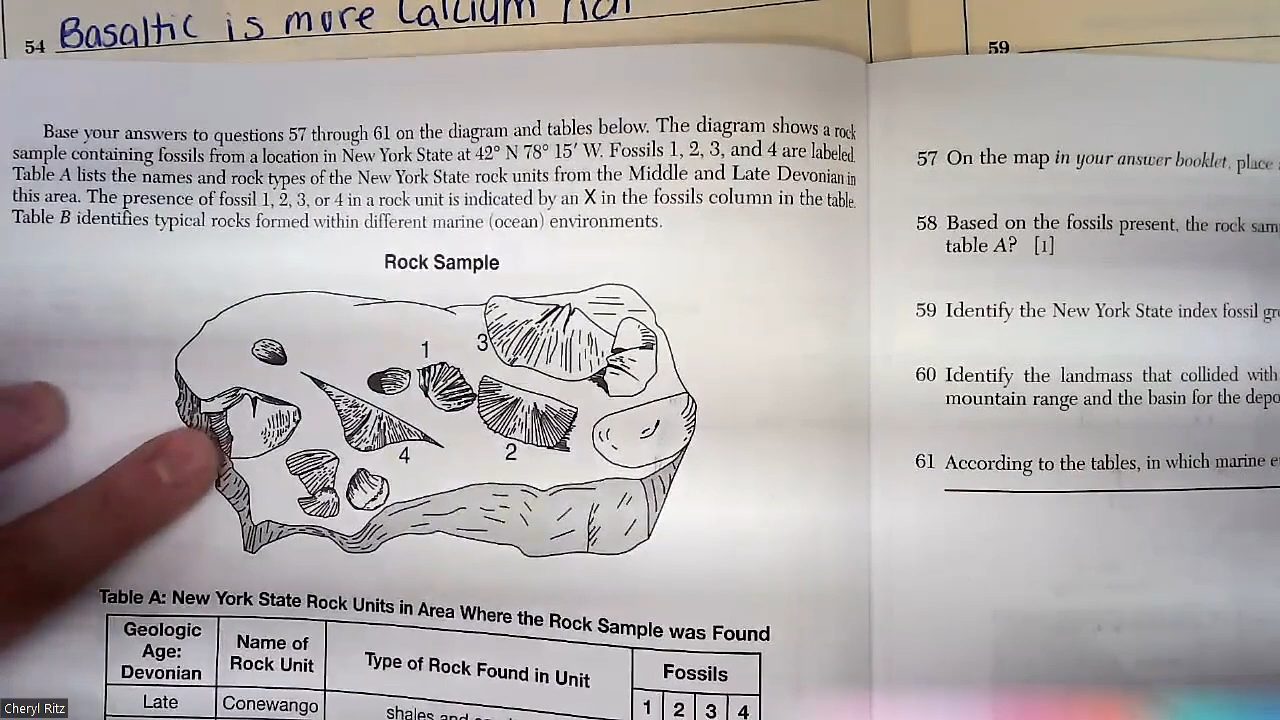 54 Basaltic is more Calcium
59
Base your answers to questions 57 through 61 on the diagram and tables below. The diagram shows a rock
sample containing fossils from a location in New York State at 42° N 78° 15′ W. Fossils 1, 2, 3, and 4 are labeled.
Table A lists the names and rock types of the New York State rock units from the Middle and Late Devonian in
this area. The presence of fossil 1, 2, 3, or 4 in a rock unit is indicated by an X in the fossils column in the table.
Table B identifies typical rocks formed within different marine (ocean) environments.
Rock Sample
1
3
4
2
Table A: New York State Rock Units in Area Where the Rock Sample was Found
Geologic
Age:
Devonian
Name of
Rock Unit
Type of Rock Found in Unit
Fossils
1 2 3 4
Late
Conewango
shales and
57 On the map in your answer booklet, place
58 Based on the fossils present, the rock sam
table A? [1]
59 Identify the New York State index fossil gr
60 Identify the landmass that collided with
mountain range and the basin for the depo
61 According to the tables, in which marine e
Cheryl Ritz